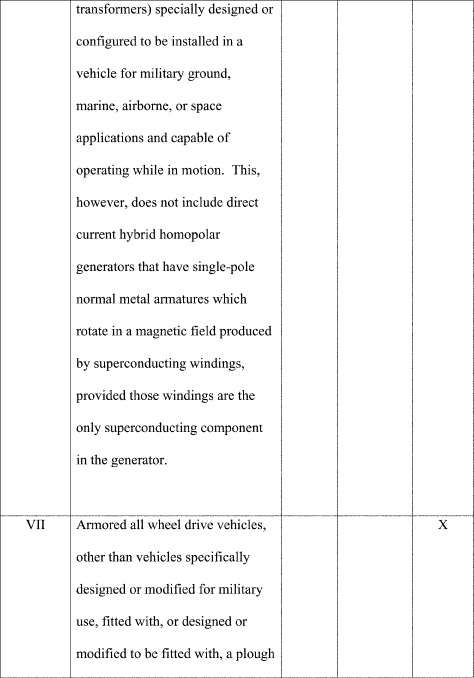 transformers) specially designed or
configured to be installed in a
vehicle for military ground,
marine, airborne, or space
applications and capable of
operating while in motion.  This,
however, does not include direct
current hybrid homopolar
generators that have single-pole
normal metal armatures which
rotate in a magnetic field produced
by superconducting windings,
provided those windings are the
only superconducting component
in the generator.
VII Armored all wheel drive vehicles, X
other than vehicles specifically
designed or modified for military
use, fitted with, or designed or
modified to be fitted with, a plough